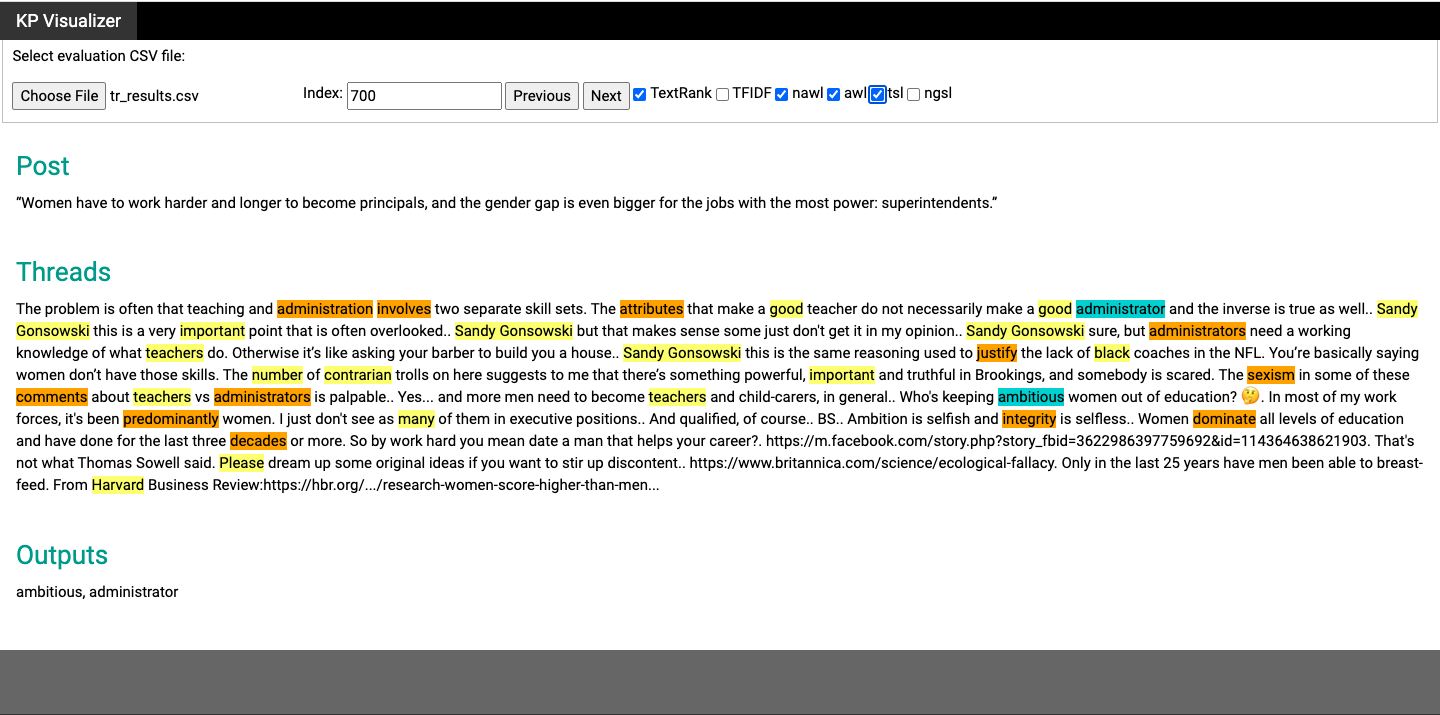 KP Visualizer
Select evaluation CSV file:
Choose File tr_results.csv Index: 700 Previous Next TextRank TFIDF nawl awl tsl ngsl
Post
“Women have to work harder and longer to become principals, and the gender gap is even bigger for the jobs with the most power: superintendents.”
Threads
The problem is often that teaching and administration involves two separate skill sets. The attributes that make a good teacher do not necessarily make a good administrator and the inverse is true as well.. Sandy
Gonsowski this is a very important point that is often overlooked.. Sandy Gonsowski but that makes sense some just don't get it in my opinion.. Sandy Gonsowski sure, but administrators need a working
knowledge of what teachers do. Otherwise it’s like asking your barber to build you a house.. Sandy Gonsowski this is the same reasoning used to justify the lack of black coaches in the NFL. You’re basically saying
women don’t have those skills. The number of contrarian trolls on here suggests to me that there’s something powerful, important and truthful in Brookings, and somebody is scared. The sexism in some of these
comments about teachers vs administrators is palpable.. Yes... and more men need to become teachers and child-carers, in general.. Who's keeping ambitious women out of education? 🤔. In most of my work
forces, it's been predominantly women. I just don't see as many of them in executive positions.. And qualified, of course.. BS.. Ambition is selfish and integrity is selfless.. Women dominate all levels of education
and have done for the last three decades or more. So by work hard you mean date a man that helps your career?. https://m.facebook.com/story.php?story_fbid=3622986397759692&id=114364638621903. That's
not what Thomas Sowell said. Please dream up some original ideas if you want to stir up discontent.. https://www.britannica.com/science/ecological-fallacy. Only in the last 25 years have men been able to breast-
feed. From Harvard Business Review:https://hbr.org/.../research-women-score-higher-than-men...
Outputs
ambitious, administrator